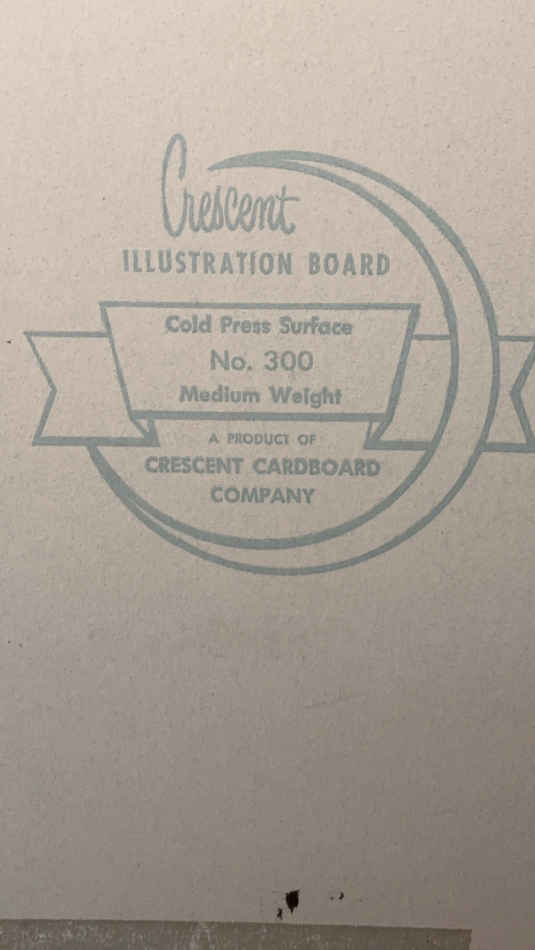 Crescent
ILLUSTRATION BOARD
Cold Press Surface
No. 300
Medium Weight
A PRODUCT OF
CRESCENT CARDBOARD
COMPANY